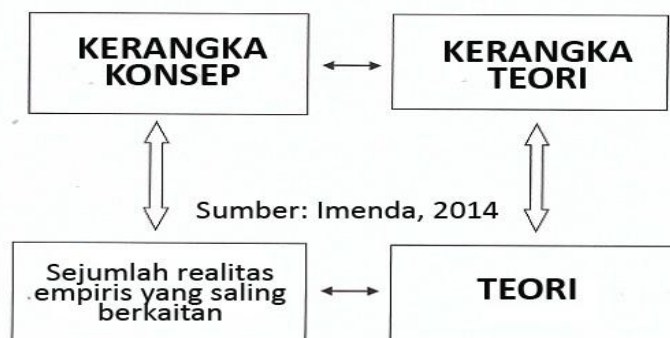 KERANGKA
KONSEP
KERANGKA
TEORI
Sumber: Imenda, 2014
Sejumlah realitas
empiris yang saling
berkaitan
TEORI